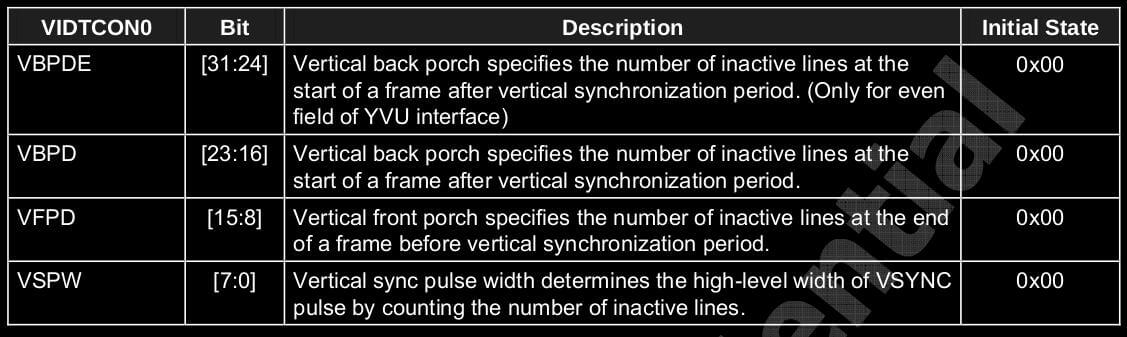 VIDTCON0 Bit Description Initial State
VBPDE [31:24] Vertical back porch specifies the number of inactive lines at the 0x00
start of a frame after vertical synchronization period. (Only for even
field of YVU interface)
VBPD [23:16] Vertical back porch specifies the number of inactive lines at the 0x00
start of a frame after vertical synchronization period.
VFPD [15:8] Vertical front porch specifies the number of inactive lines at the end 0x00
of a frame before vertical synchronization period.
VSPW [7:0] Vertical sync pulse width determines the high-level width of VSYNC 0x00
pulse by counting the number of inactive lines.
ential